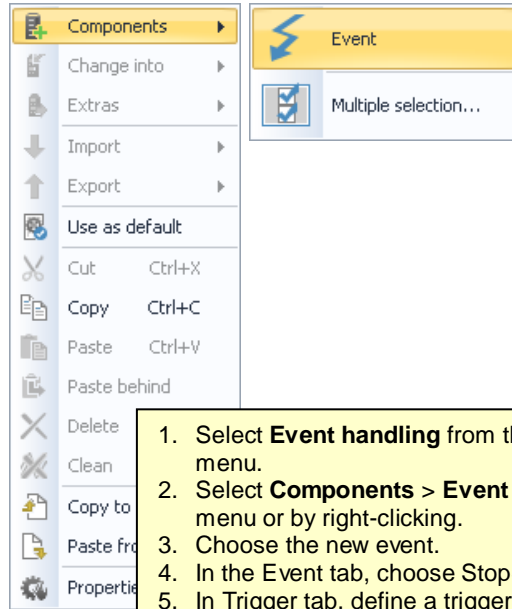 Components
Change into
Extras
Import
Export
Use as default
Cut Ctrl+X
Copy Ctrl+C
Paste Ctrl+V
Paste behind
Delete
Clean
Copy to
Paste
Event
Multiple selection...
1. Select Event handling from
menu.
2. Select Components > Event
menu or by right-clicking.
3. Choose the new event.
4. In the Event tab, choose Stop
5. In Trigger tab, define a trigger